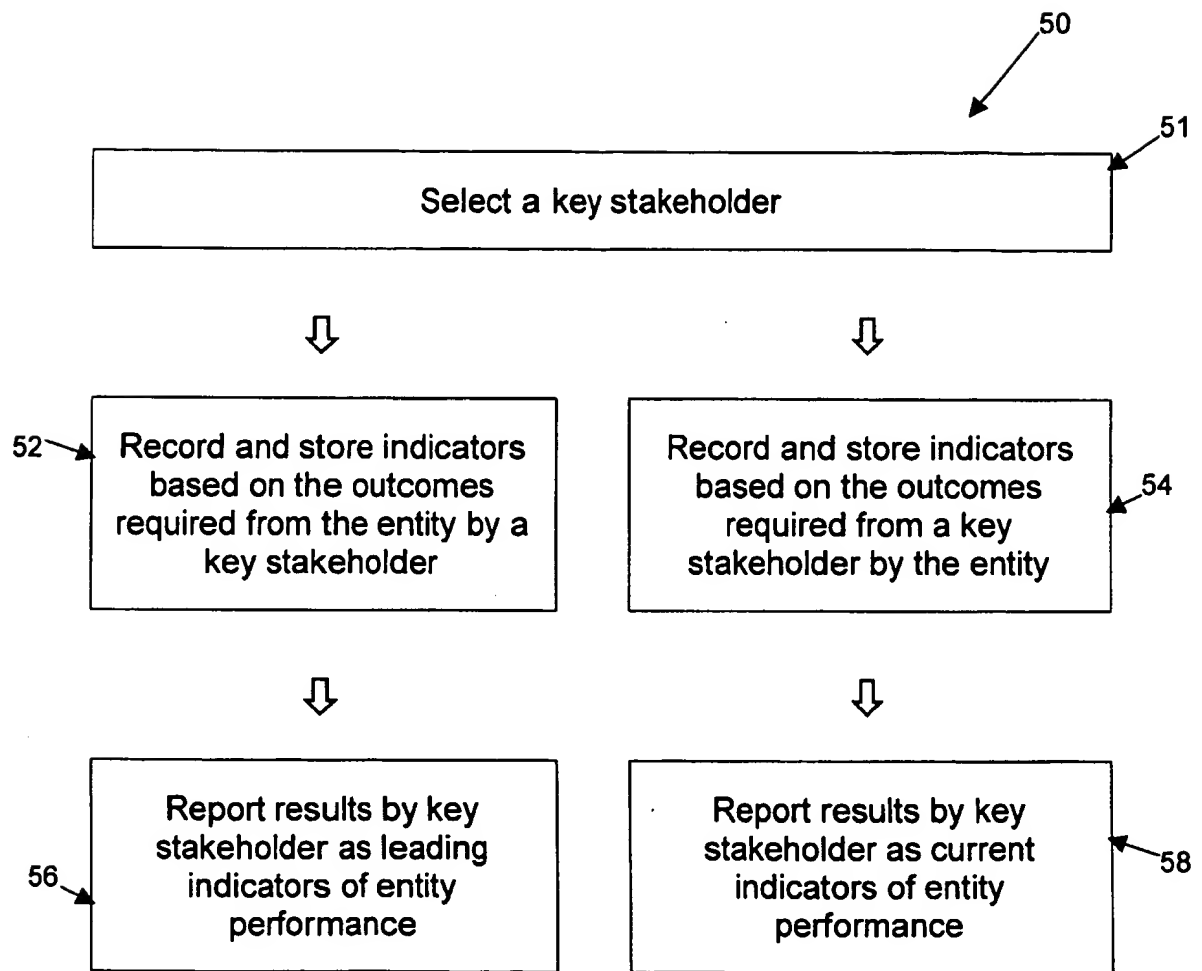 50
51
Select a key stakeholder
52
Record and store indicators
based on the outcomes
required from the entity by a
key stakeholder
Record and store indicators
based on the outcomes
required from a key
stakeholder by the entity
54
56
Report results by key
stakeholder as leading
indicators of entity
performance
Report results by key
stakeholder as current
indicators of entity
performance
58